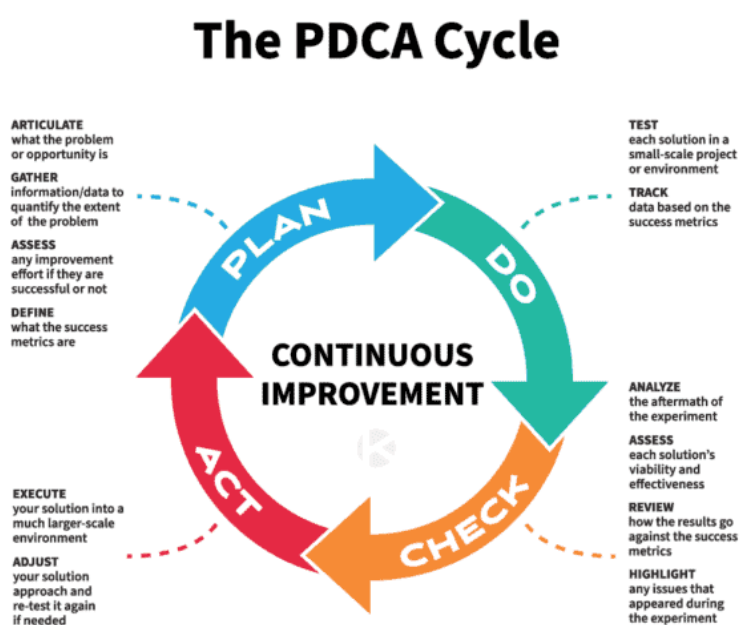 The PDCA Cycle
ARTICULATE
what the problem
or opportunity is
GATHER
information/data to
quantify the extent
of the problem
ASSESS
any improvement
effort if they are
successful or not
DEFINE
what the success
metrics are
PLAN
DO
TEST
each solution in a
small-scale project
or environment
TRACK
data based on the
success metrics
CONTINUOUS
IMPROVEMENT
ANALYZE
the aftermath of
the experiment
ASSESS
each solution's
viability and
effectiveness
REVIEW
how the results go
against the success
metrics
HIGHLIGHT
any issues that
appeared during
the experiment
CHECK
ACT
EXECUTE
your solution into a
much larger-scale
environment
ADJUST
your solution
approach and
re-test it again
if needed